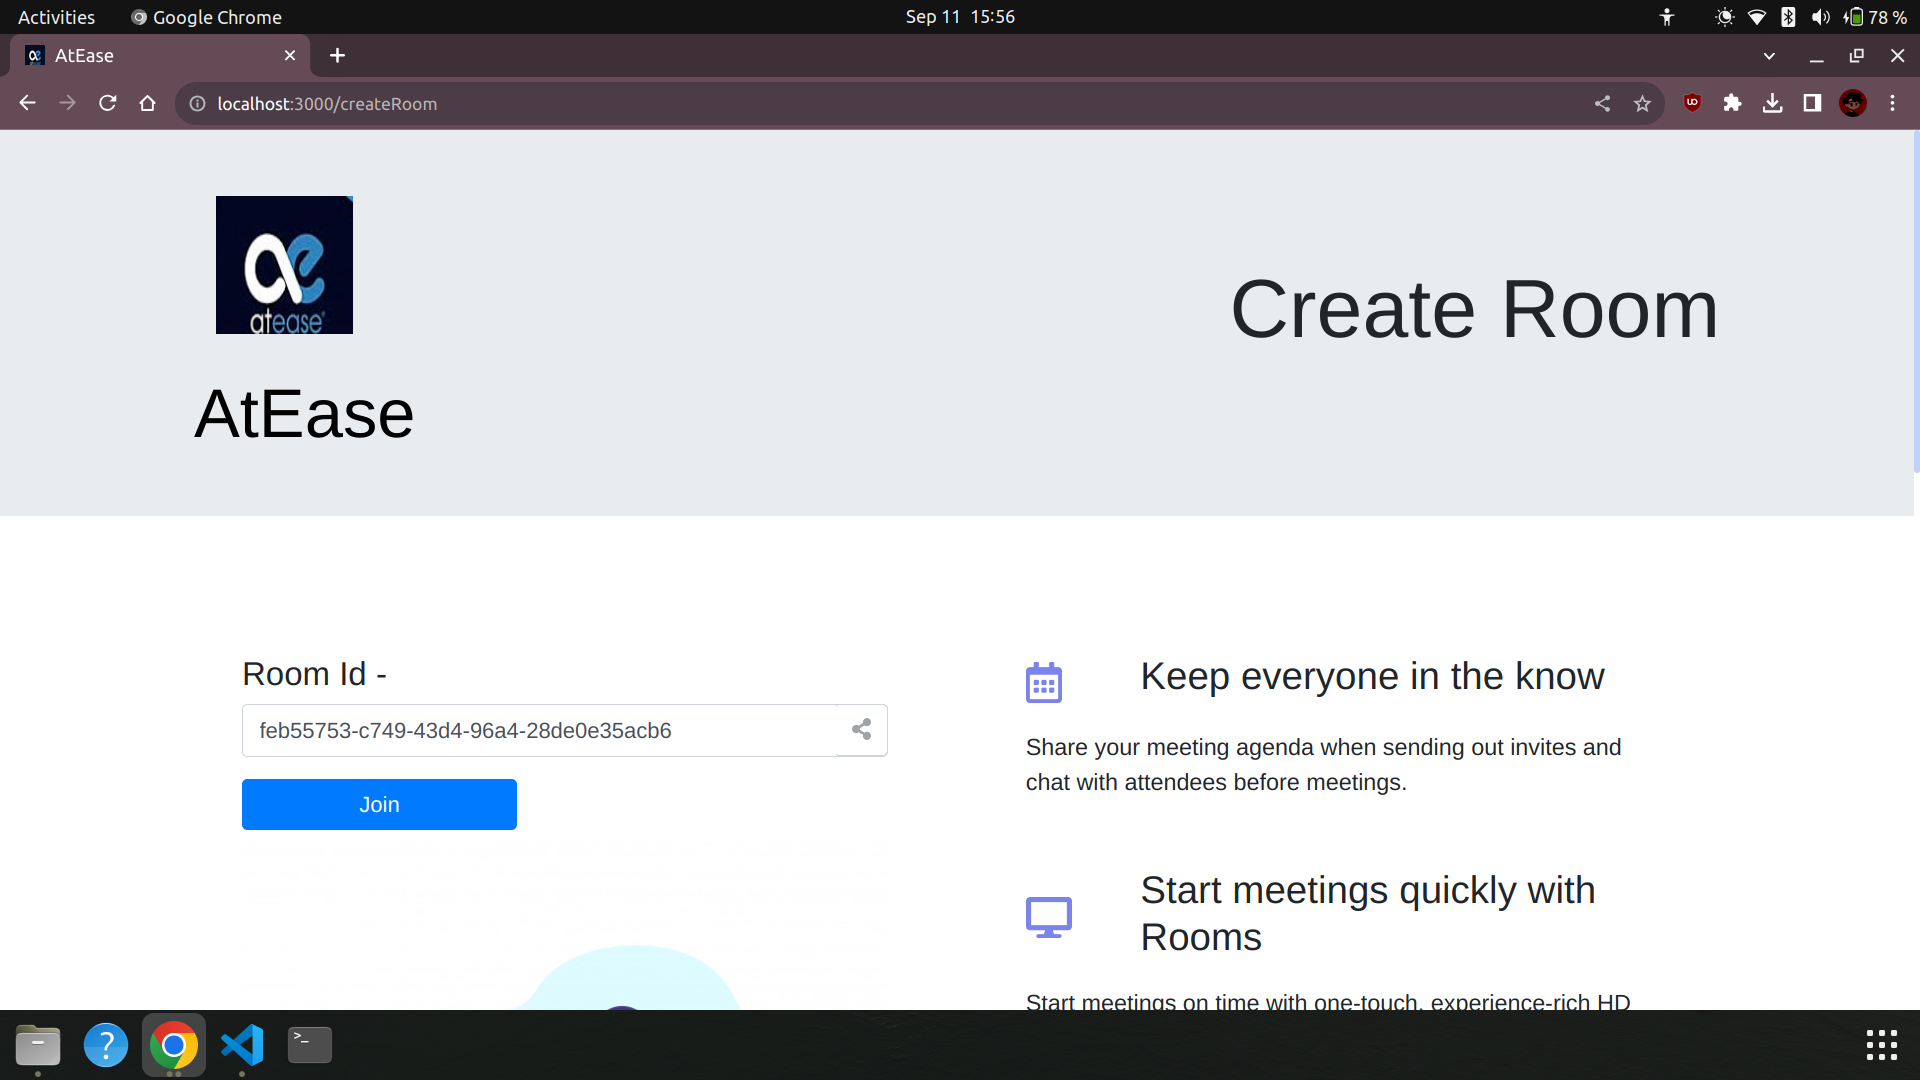 Activities
Google Chrome
Sep 11 15:56
78 %
AtEase
localhost:3000/createRoom
ae
atease
AtEase
Create Room
Room Id -
feb55753-c749-43d4-96a4-28de0e35acb6
Join
Keep everyone in the know
Share your meeting agenda when sending out invites and
chat with attendees before meetings.
Start meetings quickly with
Rooms
Start meetings on time with one-touch, experience-rich HD